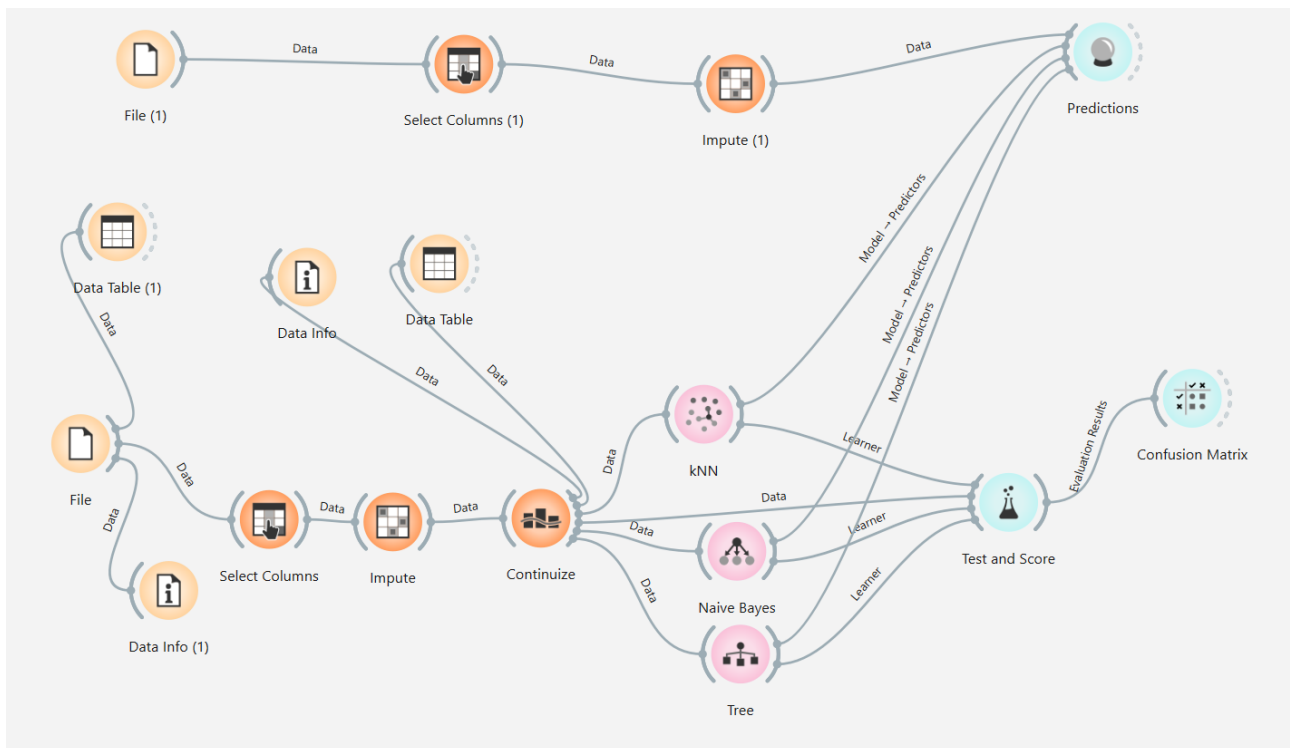 Data
Data
Data
File (1)
Select Columns (1)
Impute (1)
Predictions
Model → Predictors
Model → Predictors
Model → Predictors
Data Table (1)
Data
Data Info
Data Table
Data
Data
File
Data
Data
Select Columns
Data
Impute
Data
Continuize
Data Info (1)
Data
kNN
Learner
Data
Data
Learner
Naive Bayes
Data
Learner
Tree
Test and Score
Evaluation Results
Confusion Matrix